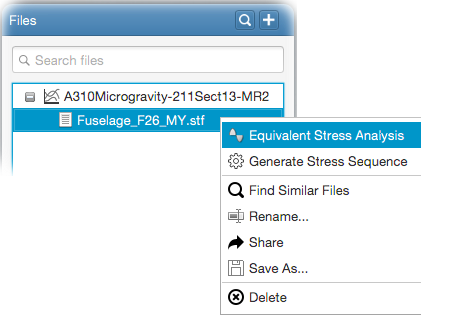 Files
Search files
A310Microgravity-211Sect13-MR2
Fuselage_F26_MY.stf
Equivalent Stress Analysis
Generate Stress Sequence
Find Similar Files
Rename...
Share
Save As...
Delete